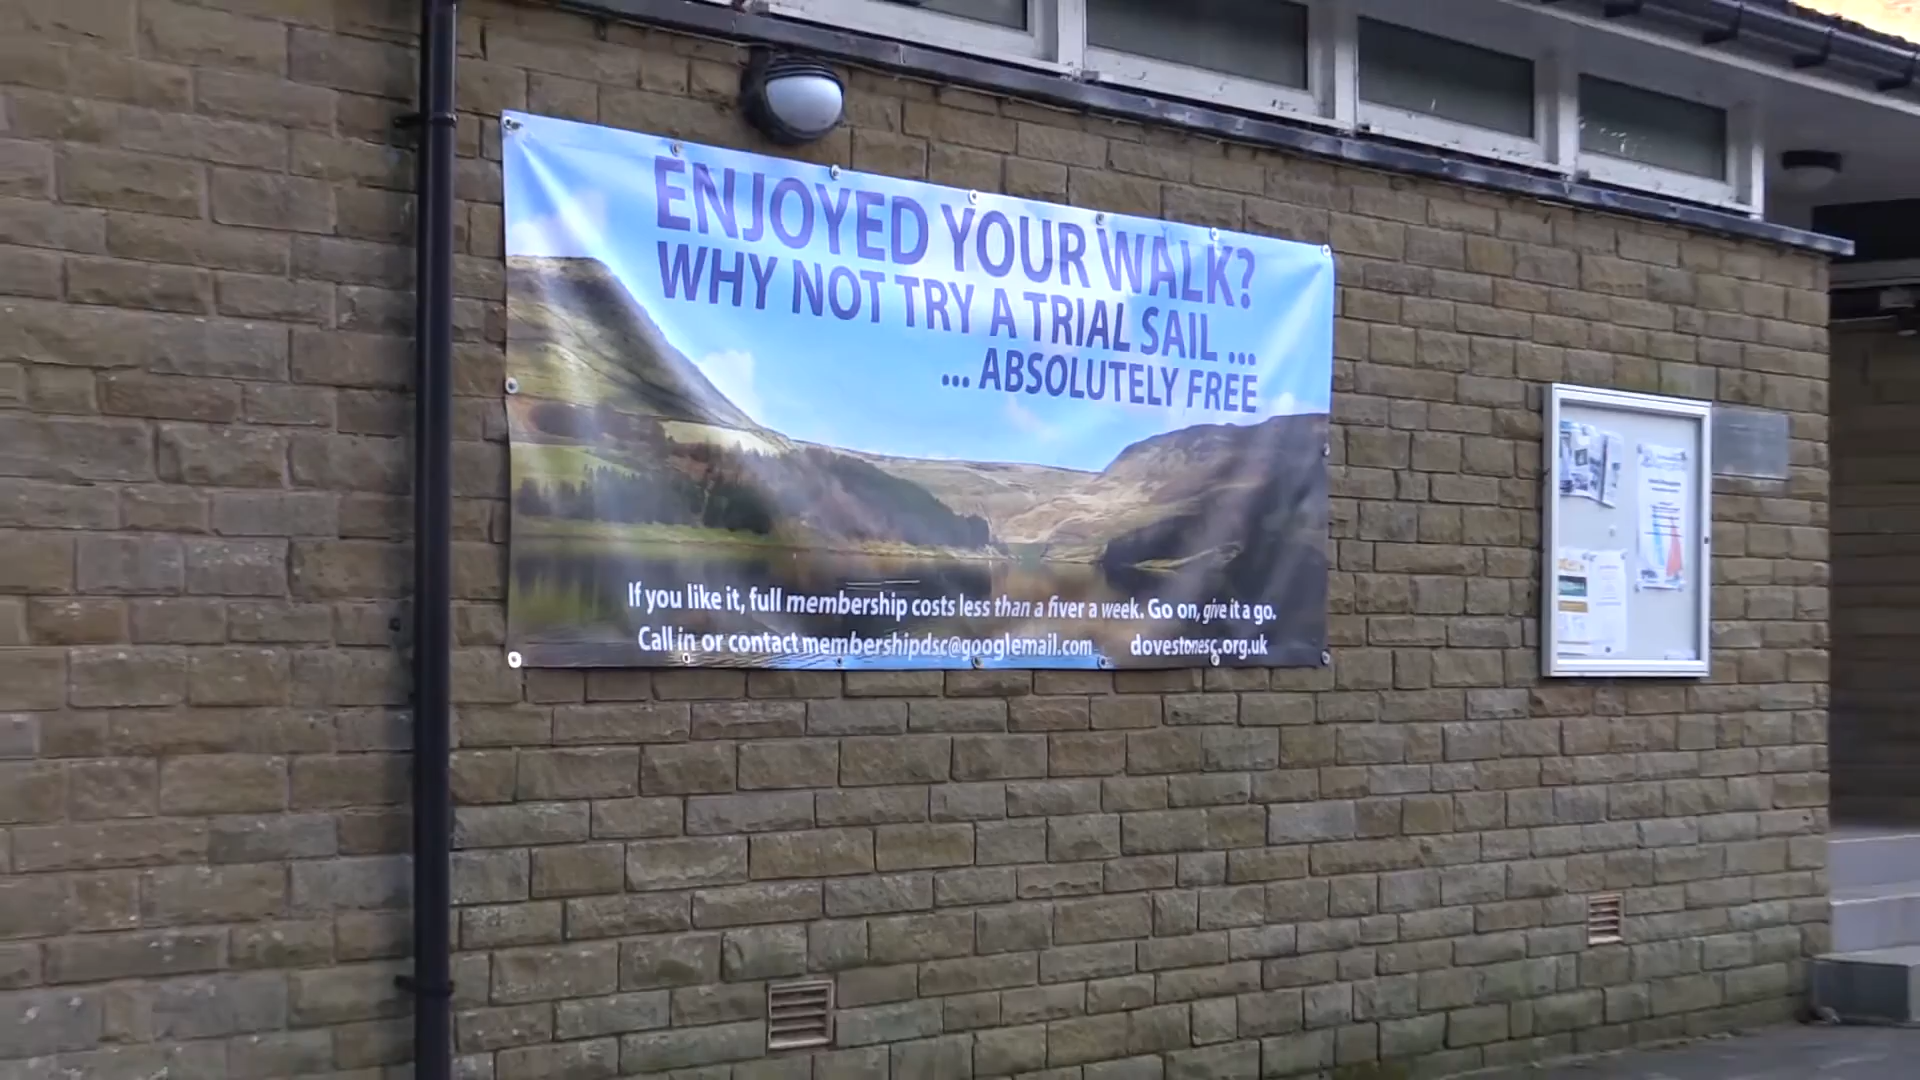 ENJOYED YOUR WALK?
WHY NOT TRY A TRIAL SAIL ...
... ABSOLUTELY FREE
If you like it, full membership costs less than a fiver a week. Go on, give it a go.
Call in or contact membershipdsc@googlemail.com dovestonesc.org.uk